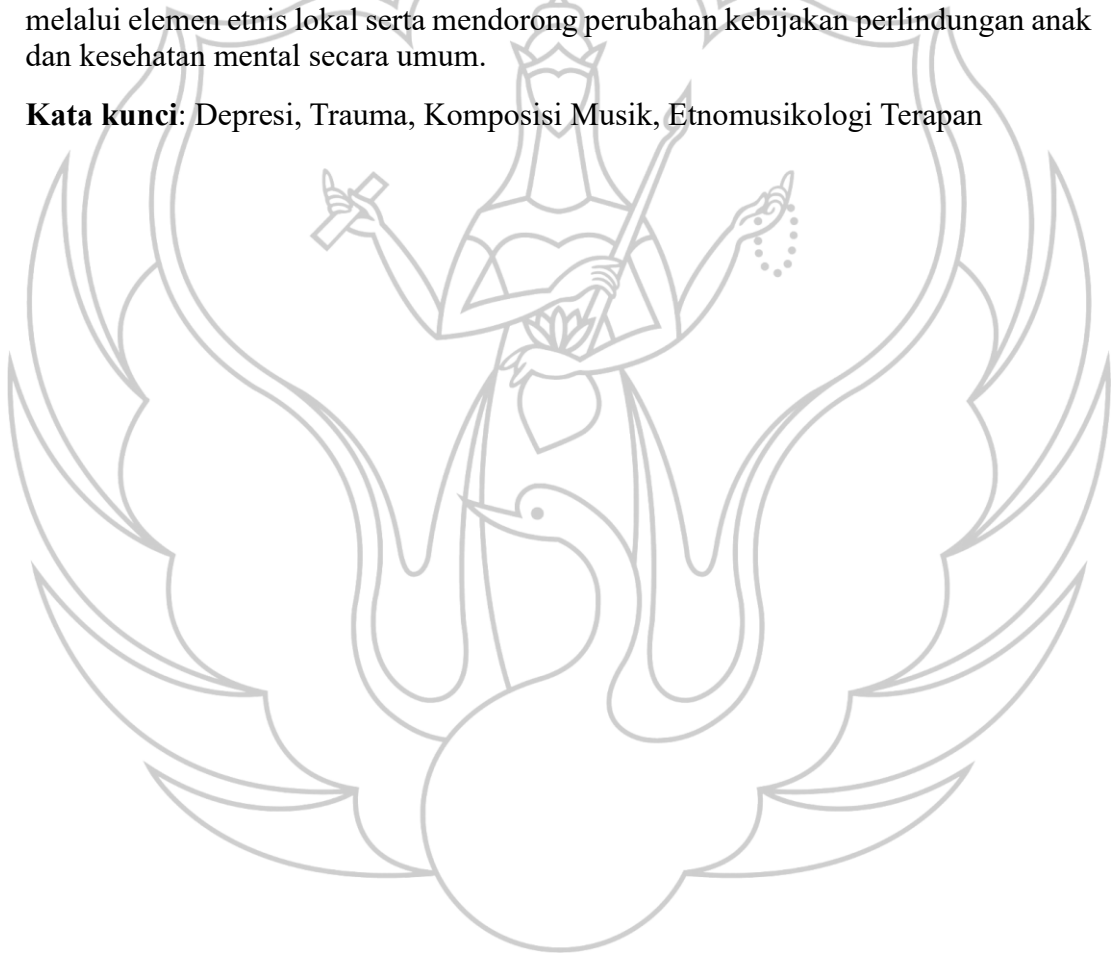 melalui elemen etnis lokal serta mendorong perubahan kebijakan perlindungan anak
dan kesehatan mental secara umum.
Kata kunci: Depresi, Trauma, Komposisi Musik, Etnomusikologi Terapan